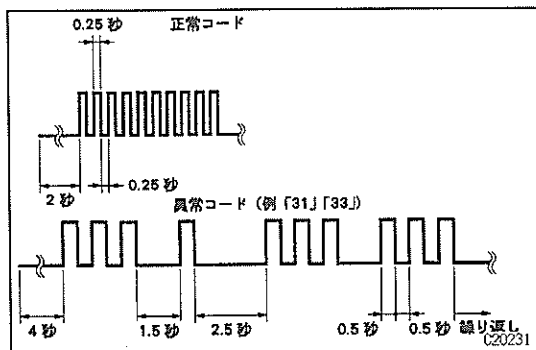 0.25 秒 正常コード
2 秒 0.25 秒
異常コード (例「31」「33」)
4 秒 1.5 秒 2.5 秒 0.5 秒 0.5 秒 繰り返し
C20231